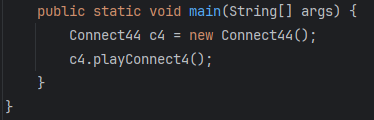 public static void main(String[] args) {
Connect44 c4 = new Connect44();
c4.playConnect4();
}
}